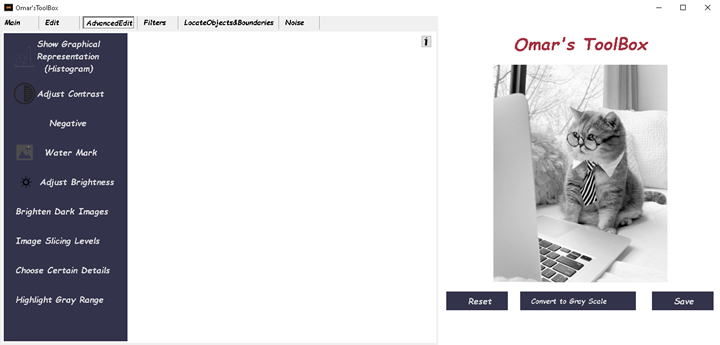 Omar'sToolBox
Main
Edit
AdvancedEdit
Filters
LocateObjects&Boundaries
Noise
Show Graphical
Representation
(Histogram)
Adjust Contrast
Negative
Water Mark
Adjust Brightness
Brighten Dark Images
Image Slicing Levels
Choose Certain Details
Highlight Gray Range
i
Omar's ToolBox
Reset
Convert to Gray Scale
Save